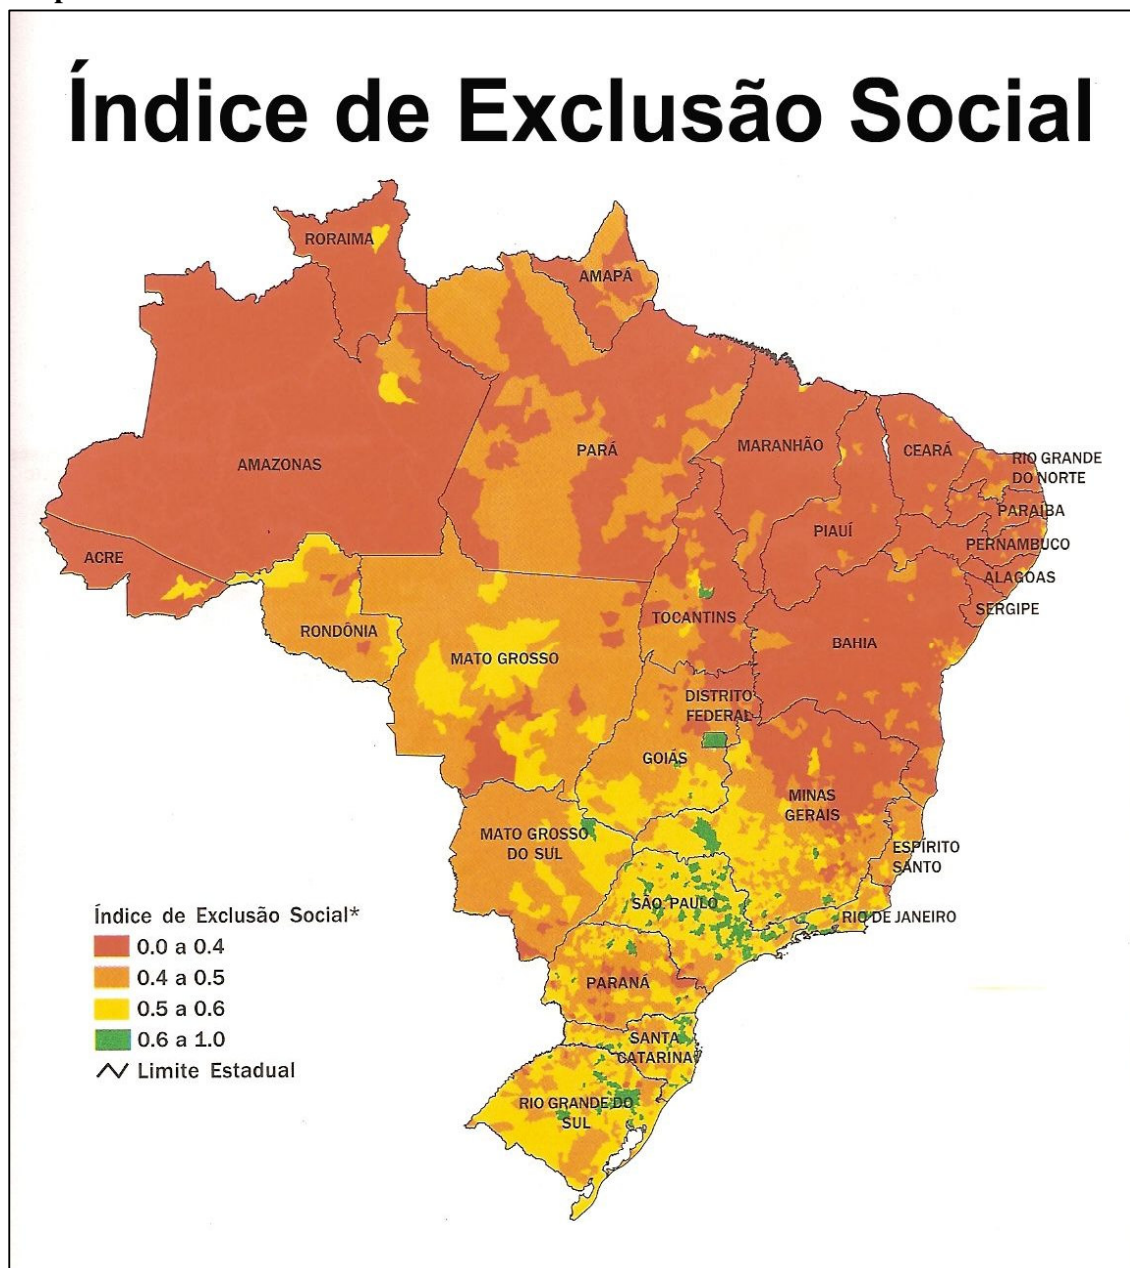 Índice de Exclusão Social
RORAIMA
AMAPÁ
AMAZONAS
PARÁ
MARANHÃO
CEARÁ
RIO GRANDE
DO NORTE
PARAÍBA
PIAUÍ
PERNAMBUCO
ACRE
ALAGOAS
SERGIPE
TOCANTINS
RONDÔNIA
BAHIA
MATO GROSSO
DISTRITO
FEDERAL
GOIÁS
MINAS
GERAIS
MATO GROSSO
DO SUL
ESPÍRITO
SANTO
SÃO PAULO
RIO DE JANEIRO
PARANÁ
SANTA
CATARINA
RIO GRANDE DO
SUL
Índice de Exclusão Social*
0.0 a 0.4
0.4 a 0.5
0.5 a 0.6
0.6 a 1.0
Limite Estadual